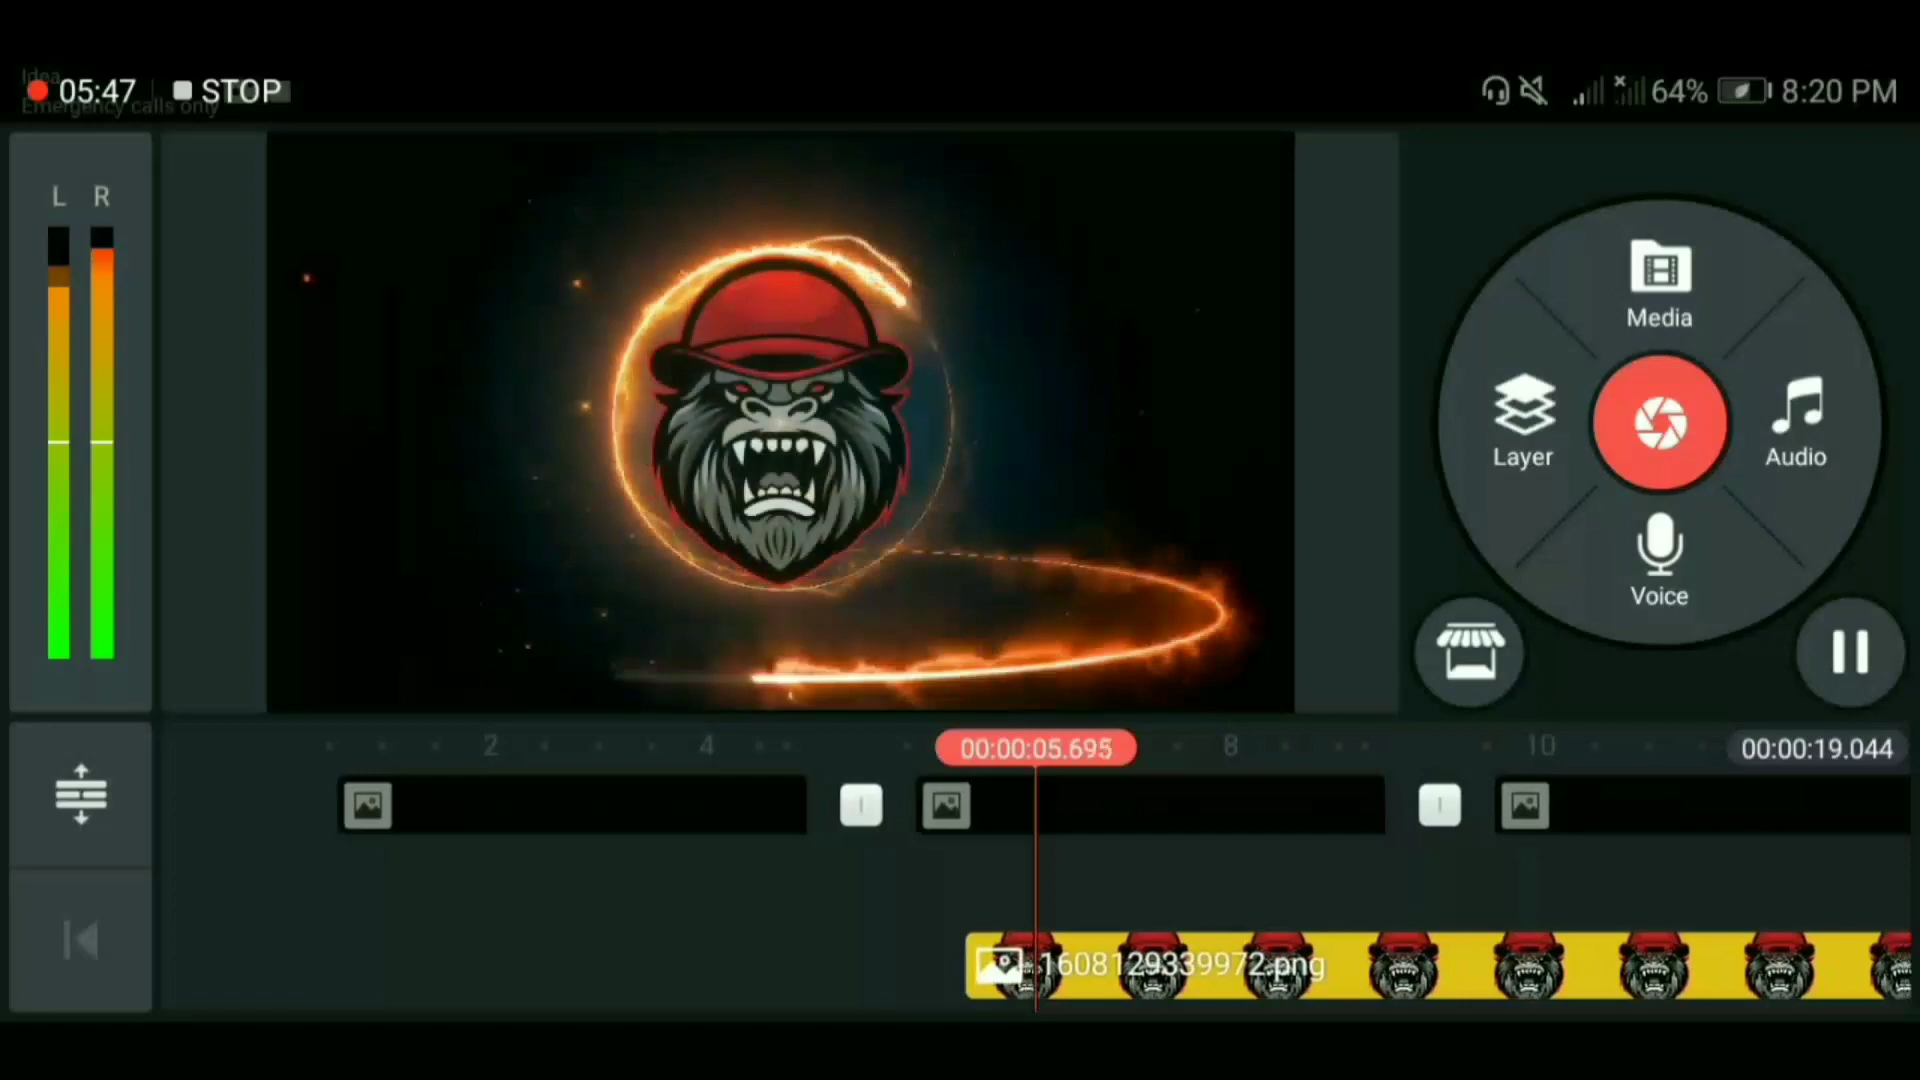 Idea
05:47 STOP
Emergency calls only
64% 8:20 PM
L R
Media
Layer
Audio
Voice
2 4 00:00:05.695 8 10 00:00:19.044
1608129339972.png